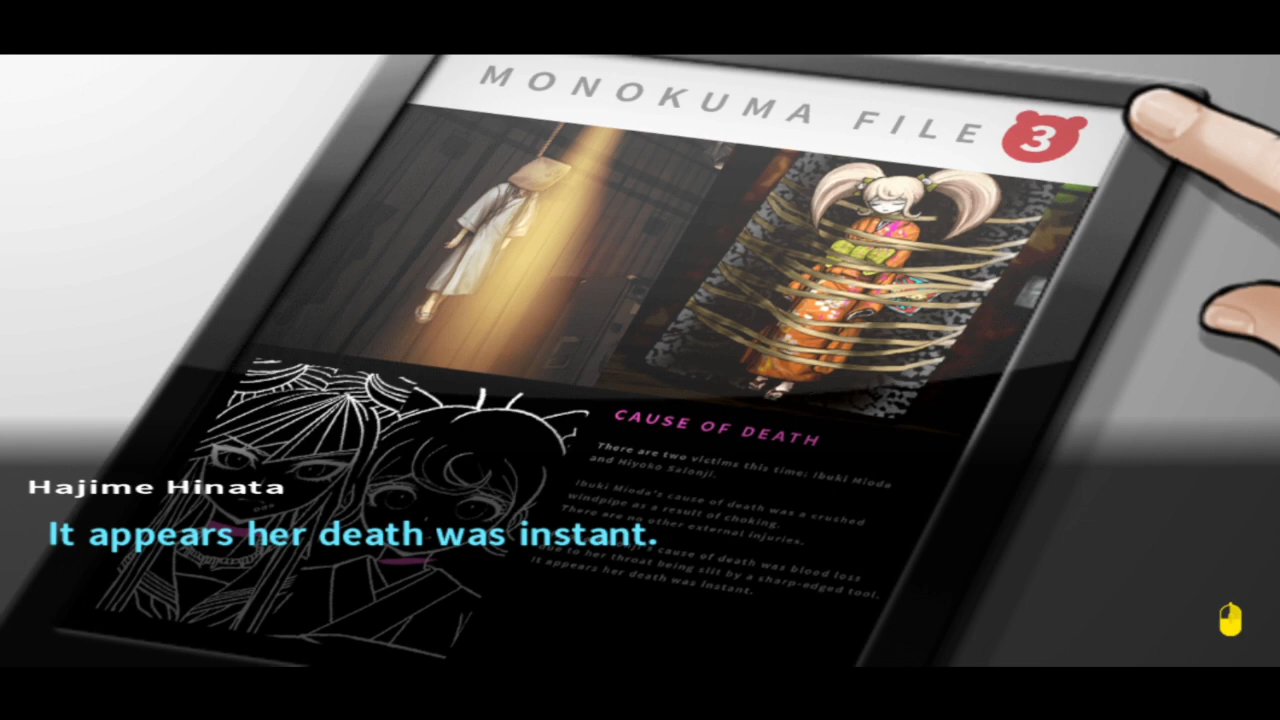 MONOKUMA FILE 3
CAUSE OF DEATH
There are two victims this time: Ibuki Mioda
and Hiyoko Saionji.
Ibuki Mioda's cause of death was a crushed
windpipe as a result of choking.
There are no other external injuries.
's cause of death was blood loss
due to her throat being slit by a sharp-edged tool.
It appears her death was instant.
Hajime Hinata
It appears her death was instant.